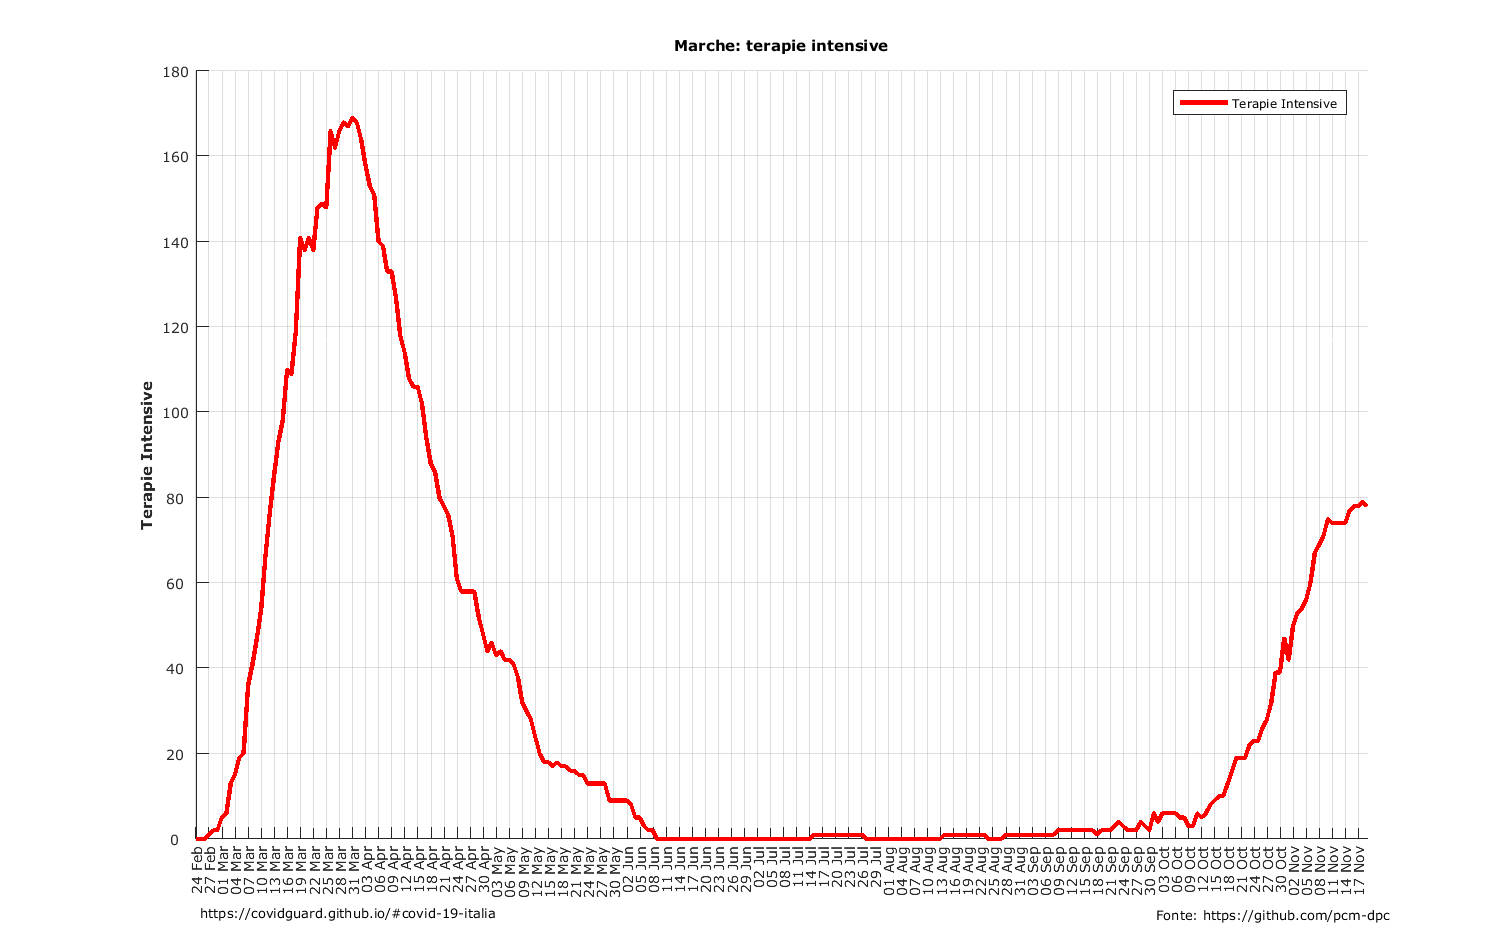 Marche: terapie intensive
Terapie Intensive
Terapie Intensive
180
160
140
120
100
80
60
40
20
0
24 Feb
27 Feb
01 Mar
04 Mar
07 Mar
10 Mar
13 Mar
16 Mar
19 Mar
22 Mar
25 Mar
28 Mar
31 Mar
03 Apr
06 Apr
09 Apr
12 Apr
15 Apr
18 Apr
21 Apr
24 Apr
27 Apr
30 Apr
03 May
06 May
09 May
12 May
15 May
18 May
21 May
24 May
27 May
30 May
02 Jun
05 Jun
08 Jun
11 Jun
14 Jun
17 Jun
20 Jun
23 Jun
26 Jun
29 Jun
02 Jul
05 Jul
08 Jul
11 Jul
14 Jul
17 Jul
20 Jul
23 Jul
26 Jul
29 Jul
01 Aug
04 Aug
07 Aug
10 Aug
13 Aug
16 Aug
19 Aug
22 Aug
25 Aug
28 Aug
31 Aug
03 Sep
06 Sep
09 Sep
12 Sep
15 Sep
18 Sep
21 Sep
24 Sep
27 Sep
30 Sep
03 Oct
06 Oct
09 Oct
12 Oct
15 Oct
18 Oct
21 Oct
24 Oct
27 Oct
30 Oct
02 Nov
05 Nov
08 Nov
11 Nov
14 Nov
17 Nov
https://covidguard.github.io/#covid-19-italia
Fonte: https://github.com/pcm-dpc